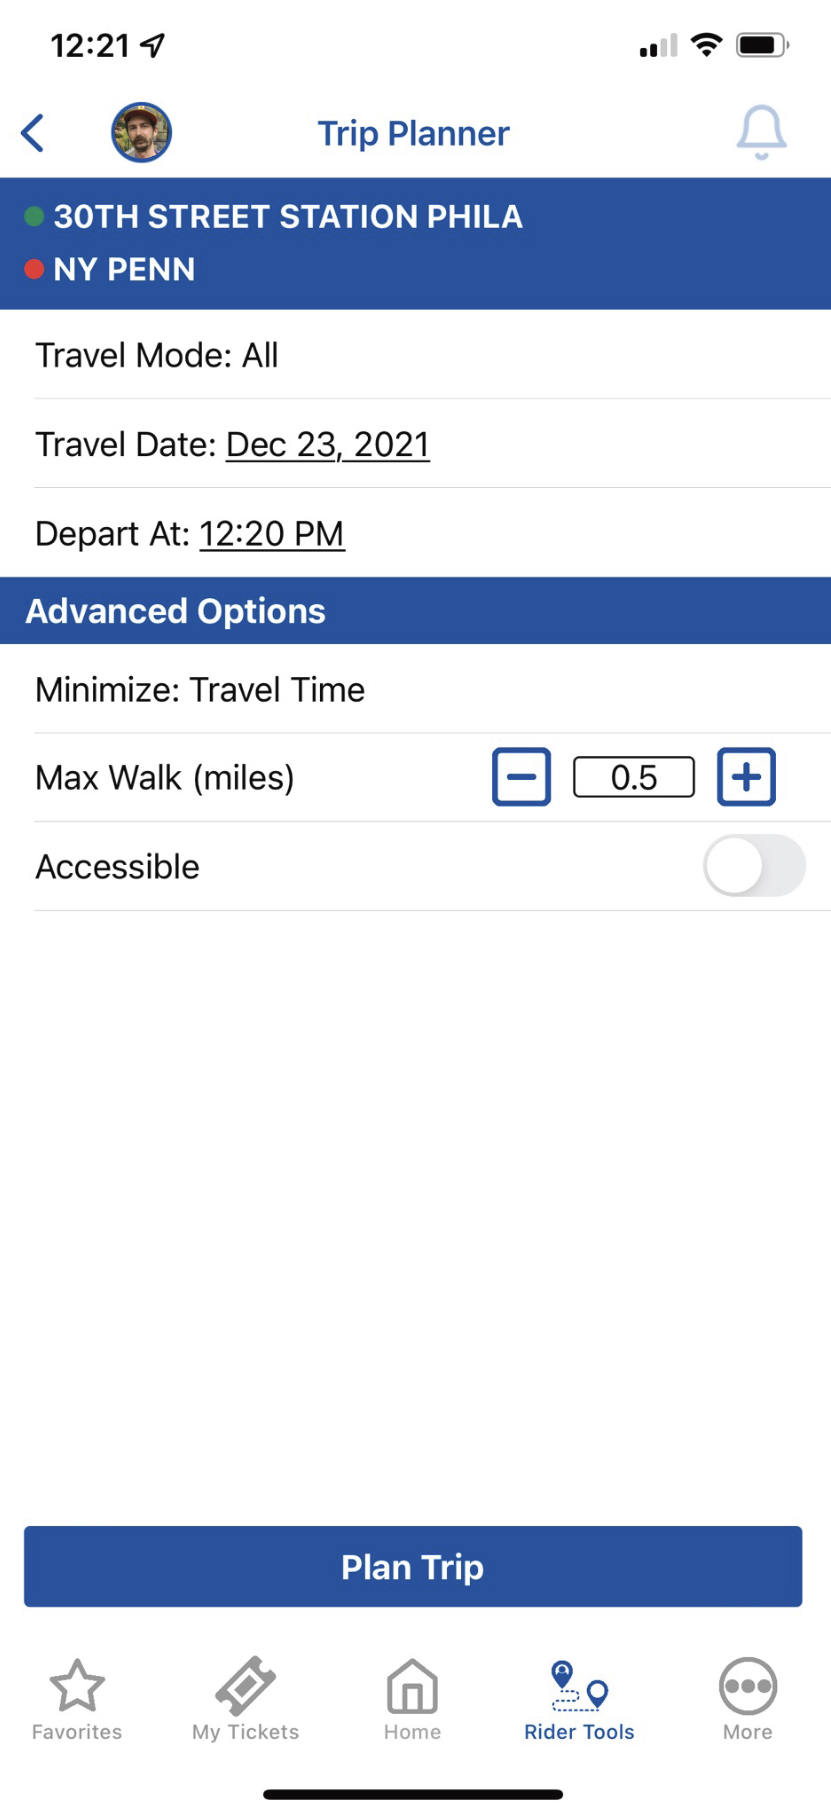 12:21
Trip Planner
30TH STREET STATION PHILA
NY PENN
Travel Mode: All
Travel Date: Dec 23, 2021
Depart At: 12:20 PM
Advanced Options
Minimize: Travel Time
Max Walk (miles) 0.5
Accessible
Plan Trip
Favorites My Tickets Home Rider Tools More